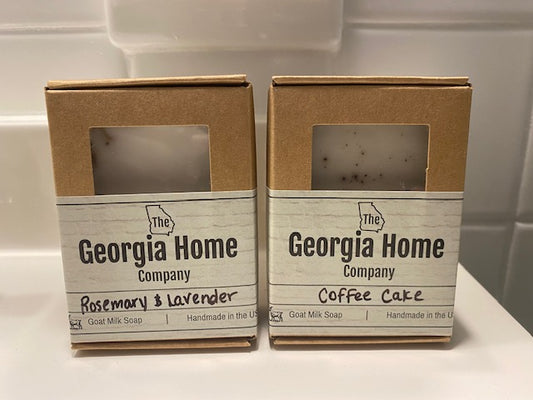 The
Georgia Home
Company
Rosemary & Lavender
Goat Milk Soap | Handmade in the US
The
Georgia Home
Company
Coffee Cake
Goat Milk Soap | Handmade in the U